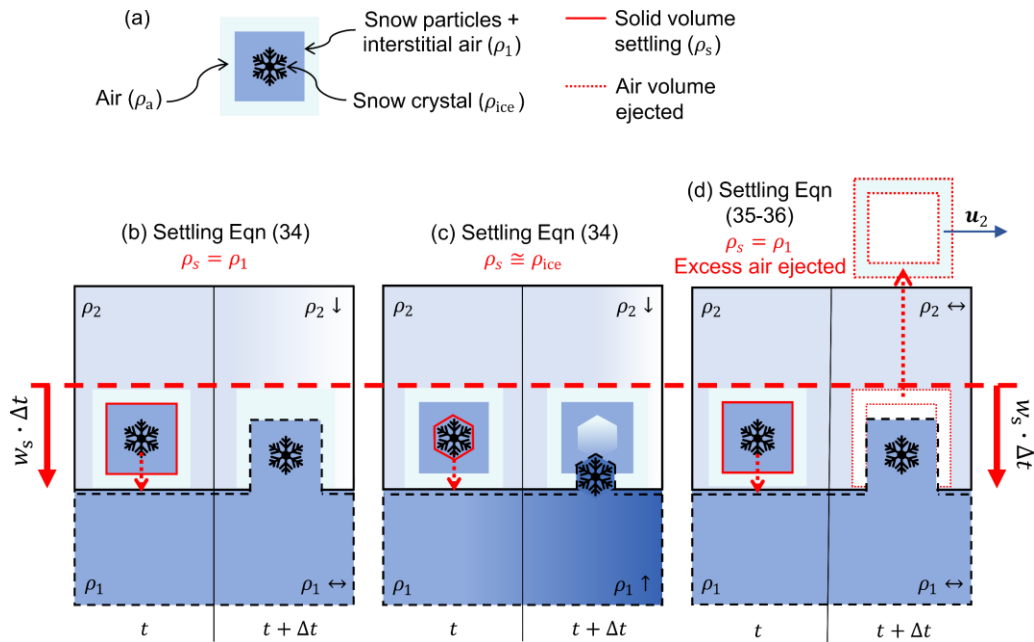 (a)
Snow particles +
interstitial air (ρ₁)
Air (ρₐ)
Snow crystal (ρ_ice)
Solid volume
settling (ρₛ)
Air volume
ejected
(b) Settling Eqn (34)
ρₛ = ρ₁
(c) Settling Eqn (34)
ρₛ ≅ ρ_ice
(d) Settling Eqn
(35-36)
ρₛ = ρ₁
Excess air ejected
u₂
wₛ · Δt
ρ₂
ρ₂ ↓
ρ₁
ρ₁ ↔
t
t + Δt
ρ₂
ρ₂ ↓
ρ₁
ρ₁ ↑
t
t + Δt
ρ₂
ρ₂ ↔
ρ₁
ρ₁ ↔
t
t + Δt
wₛ · Δt